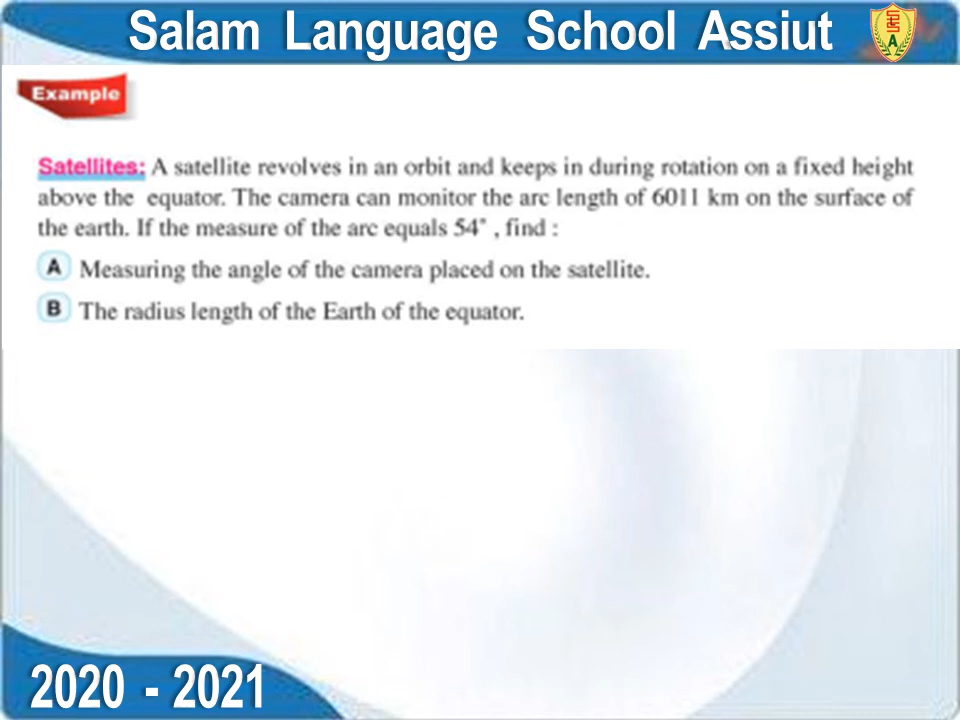 Salam Language School Assiut
Example
Satellites: A satellite revolves in an orbit and keeps in during rotation on a fixed height
above the equator. The camera can monitor the arc length of 6011 km on the surface of
the earth. If the measure of the arc equals 54° , find :
A Measuring the angle of the camera placed on the satellite.
B The radius length of the Earth of the equator.
2020 - 2021